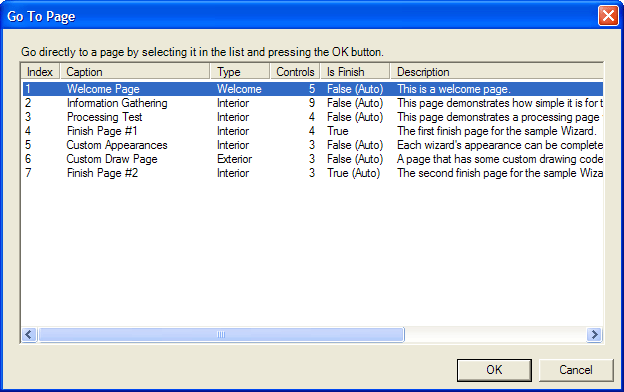 Go To Page
Go directly to a page by selecting it in the list and pressing the OK button.
Index Caption Type Controls Is Finish Description
1 Welcome Page Welcome 5 False (Auto) This is a welcome page.
2 Information Gathering Interior 9 False (Auto) This page demonstrates how simple it is for t
3 Processing Test Interior 4 False (Auto) This page demonstrates a processing page
4 Finish Page #1 Interior 4 True The first finish page for the sample Wizard.
5 Custom Appearances Interior 3 False (Auto) Each wizard's appearance can be complete
6 Custom Draw Page Exterior 3 False (Auto) A page that has some custom drawing code
7 Finish Page #2 Interior 3 True (Auto) The second finish page for the sample Wiza
OK Cancel